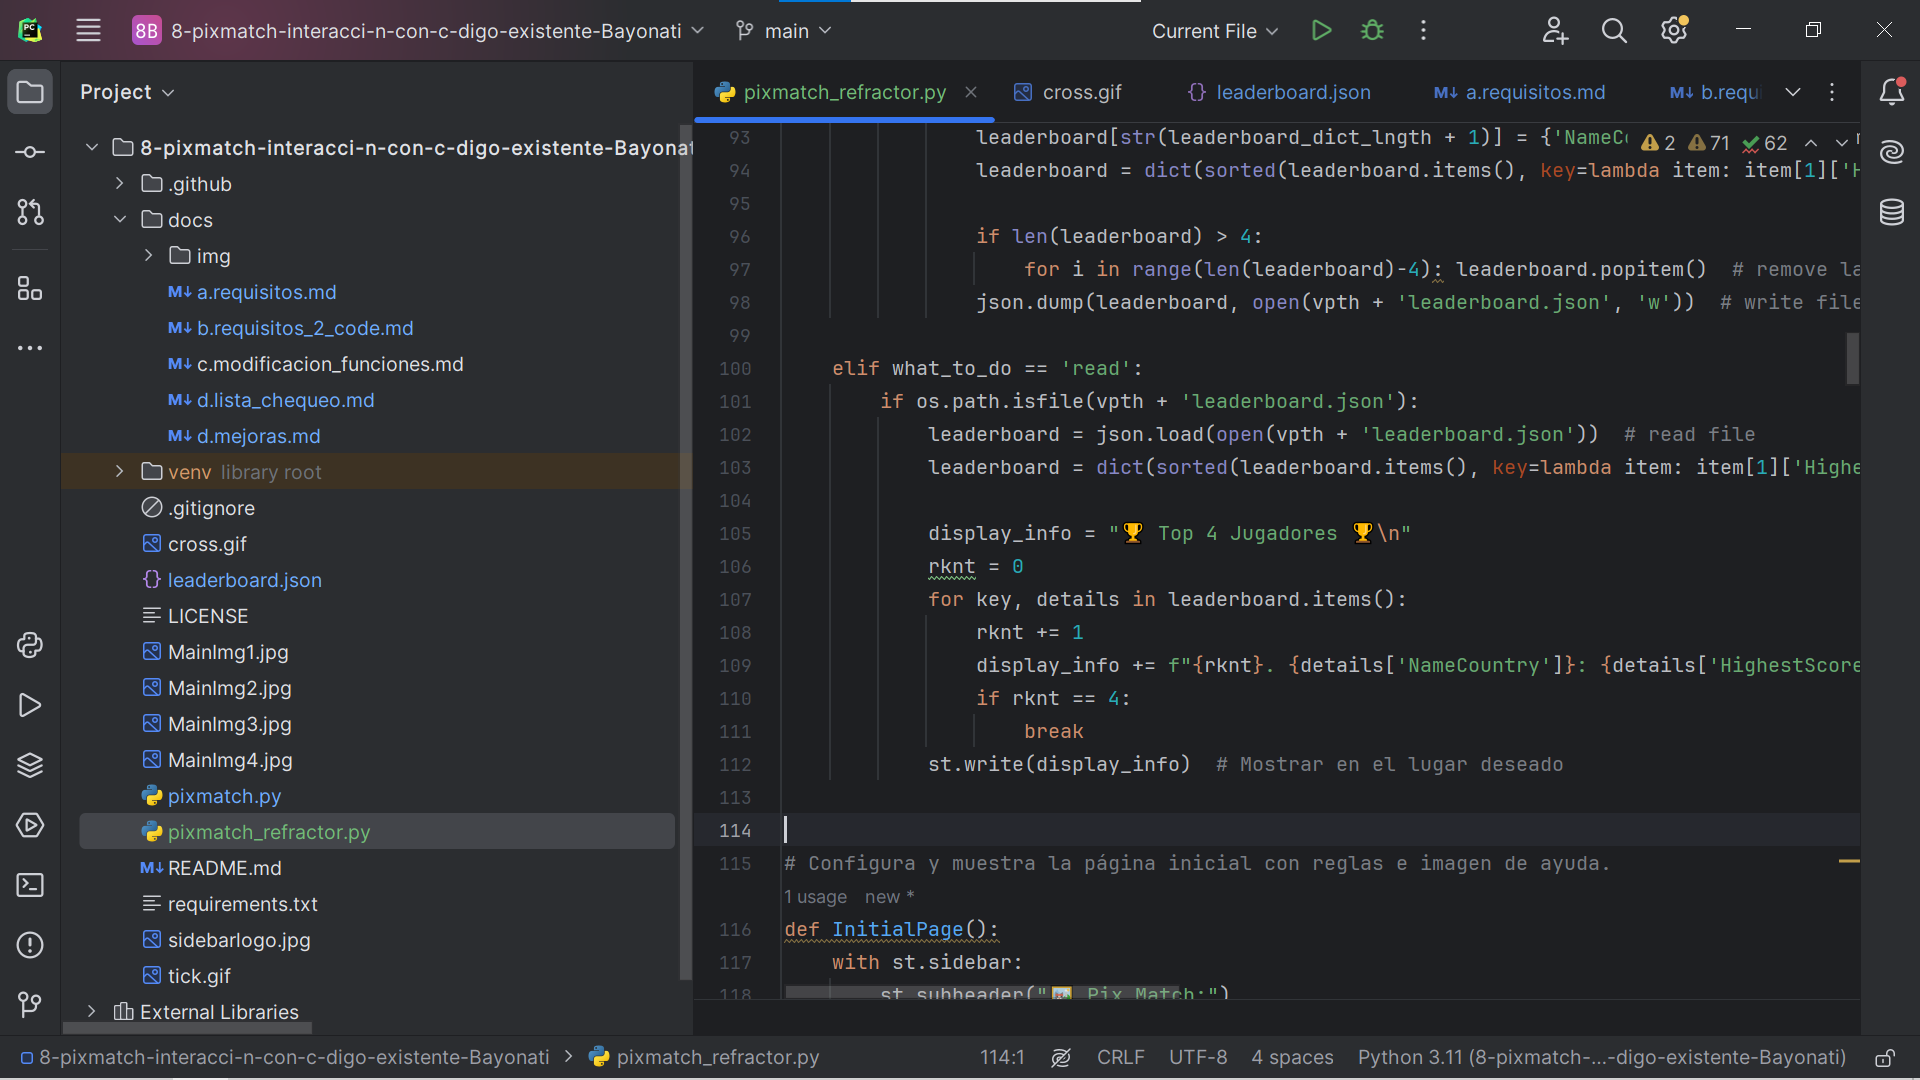 PC
8B 8-pixmatch-interacci-n-con-c-digo-existente-Bayonati main Current File
Project
pixmatch_refractor.py cross.gif {} leaderboard.json M↓ a.requisitos.md M↓ b.requ
8-pixmatch-interacci-n-con-c-digo-existente-Bayonat
.github
docs
img
M↓ a.requisitos.md
M↓ b.requisitos_2_code.md
M↓ c.modificacion_funciones.md
M↓ d.lista_chequeo.md
M↓ d.mejoras.md
venv library root
.gitignore
cross.gif
{} leaderboard.json
LICENSE
MainImg1.jpg
MainImg2.jpg
MainImg3.jpg
MainImg4.jpg
pixmatch.py
pixmatch_refractor.py
M↓ README.md
requirements.txt
sidebarlogo.jpg
tick.gif
External Libraries
2 71 62
93 leaderboard[str(leaderboard_dict_lngth + 1)] = {'NameC
94 leaderboard = dict(sorted(leaderboard.items(), key=lambda item: item[1]['H
95
96 if len(leaderboard) > 4:
97 for i in range(len(leaderboard)-4): leaderboard.popitem() # remove la
98 json.dump(leaderboard, open(vpth + 'leaderboard.json', 'w')) # write file
99
100 elif what_to_do == 'read':
101 if os.path.isfile(vpth + 'leaderboard.json'):
102 leaderboard = json.load(open(vpth + 'leaderboard.json')) # read file
103 leaderboard = dict(sorted(leaderboard.items(), key=lambda item: item[1]['Highe
104
105 display_info = "🏆 Top 4 Jugadores 🏆\n"
106 rknt = 0
107 for key, details in leaderboard.items():
108 rknt += 1
109 display_info += f"{rknt}. {details['NameCountry']}: {details['HighestScore
110 if rknt == 4:
111 break
112 st.write(display_info) # Mostrar en el lugar deseado
113
114
115 # Configura y muestra la página inicial con reglas e imagen de ayuda.
1 usage new *
116 def InitialPage():
117 with st.sidebar:
118 st.subheader("🖼️ Pix Match:")
8-pixmatch-interacci-n-con-c-digo-existente-Bayonati > pixmatch_refractor.py 114:1 CRLF UTF-8 4 spaces Python 3.11 (8-pixmatch-...-digo-existente-Bayonati)